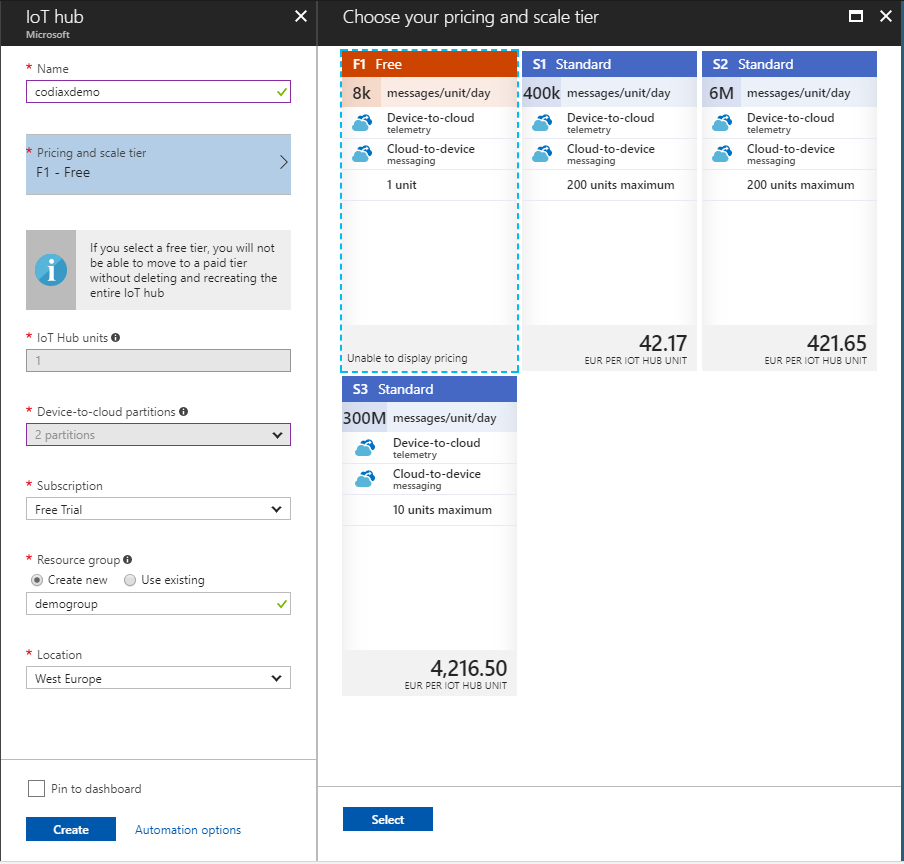 IoT hub
Microsoft
* Name
codiaxdemo
* Pricing and scale tier
F1 - Free
If you select a free tier, you will not
be able to move to a paid tier
without deleting and recreating the
entire IoT hub
* IoT Hub units
1
* Device-to-cloud partitions
2 partitions
* Subscription
Free Trial
* Resource group
Create new Use existing
demogroup
* Location
West Europe
Pin to dashboard
Create Automation options
Choose your pricing and scale tier
F1 Free
8k messages/unit/day
Device-to-cloud
telemetry
Cloud-to-device
messaging
1 unit
Unable to display pricing
S1 Standard
400k messages/unit/day
Device-to-cloud
telemetry
Cloud-to-device
messaging
200 units maximum
42.17
EUR PER IOT HUB UNIT
S2 Standard
6M messages/unit/day
Device-to-cloud
telemetry
Cloud-to-device
messaging
200 units maximum
421.65
EUR PER IOT HUB UNIT
S3 Standard
300M messages/unit/day
Device-to-cloud
telemetry
Cloud-to-device
messaging
10 units maximum
4,216.50
EUR PER IOT HUB UNIT
Select